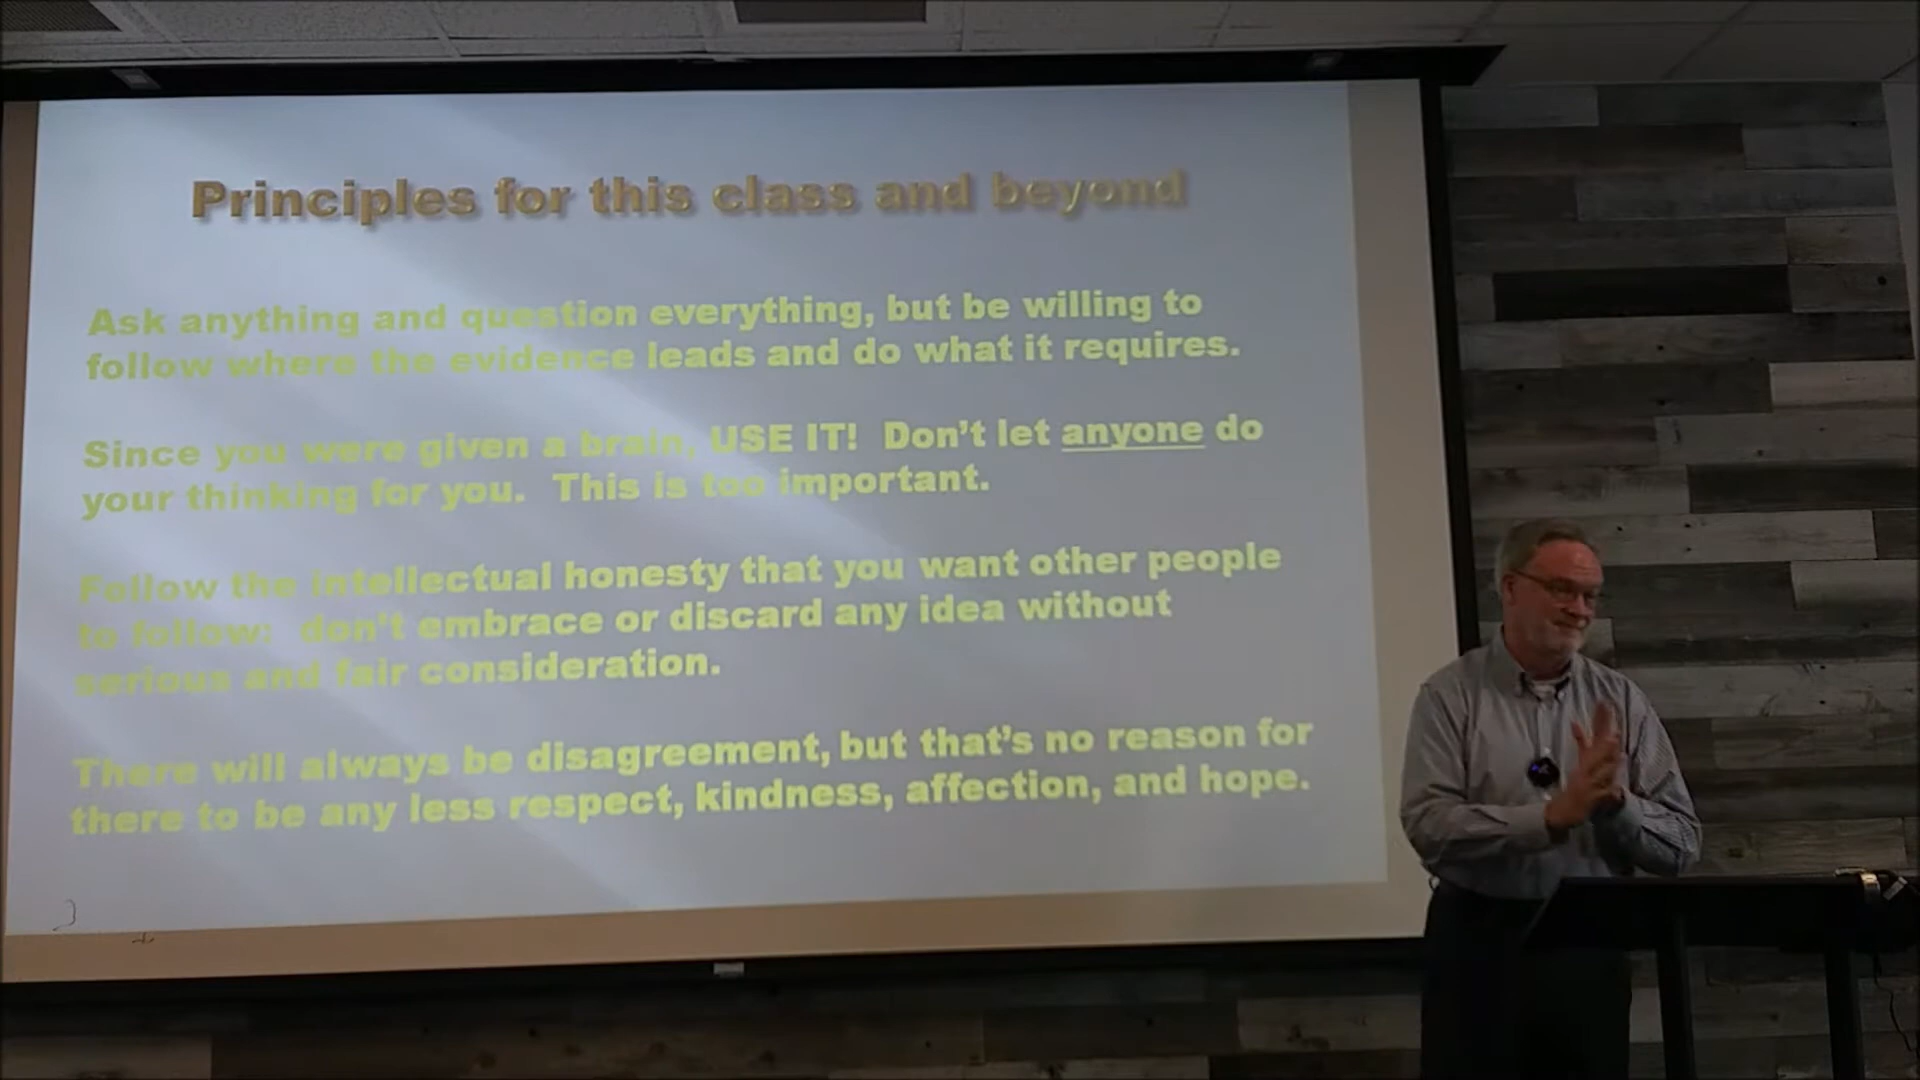 Principles for this class and beyond
Ask anything and question everything, but be willing to
follow where the evidence leads and do what it requires.
Since you were given a brain, USE IT!  Don't let anyone do
your thinking for you.  This is too important.
Follow the intellectual honesty that you want other people
to follow:  don't embrace or discard any idea without
serious and fair consideration.
There will always be disagreement, but that's no reason for
there to be any less respect, kindness, affection, and hope.